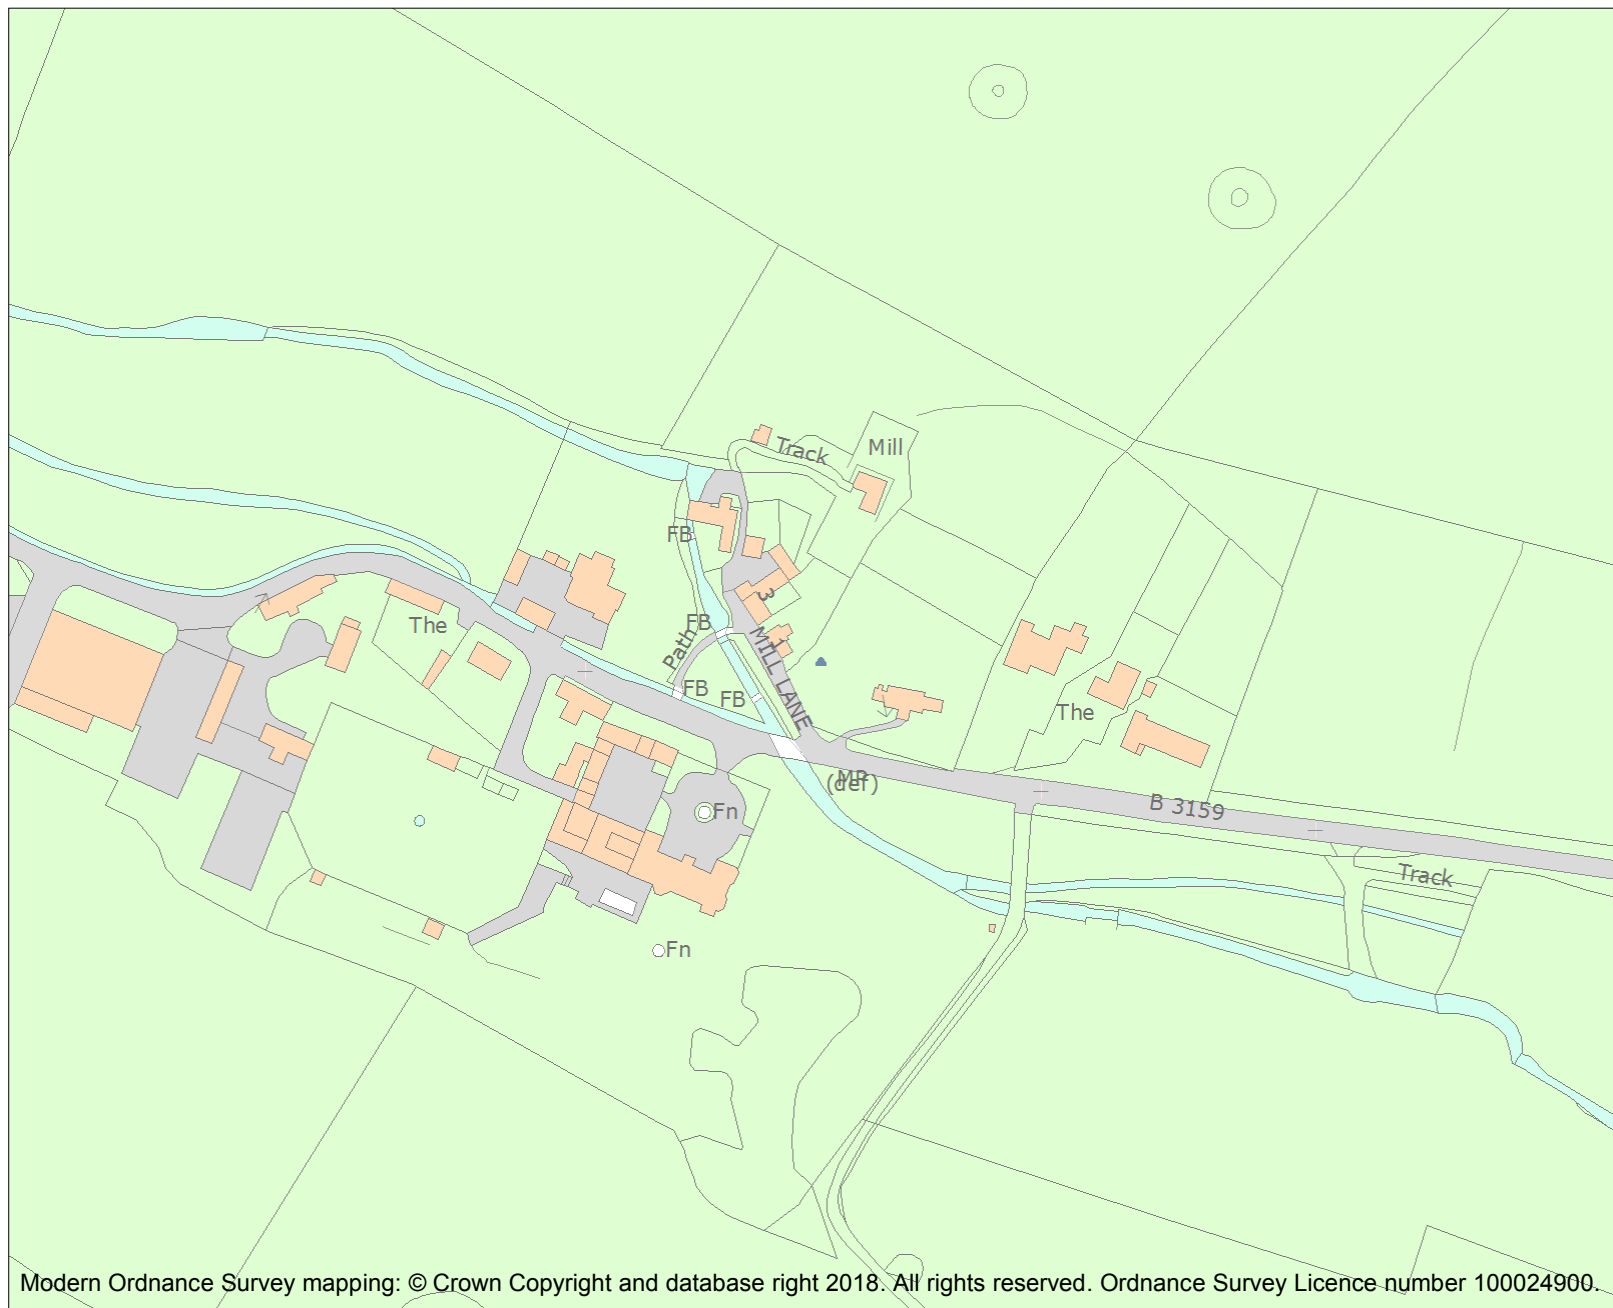 Track
Mill
FB
3
FB
The
Path
1
MILL LANE
FB
FB
The
MP
(def)
B 3159
Fn
Track
Fn
Modern Ordnance Survey mapping: © Crown Copyright and database right 2018. All rights reserved. Ordnance Survey Licence number 100024900.